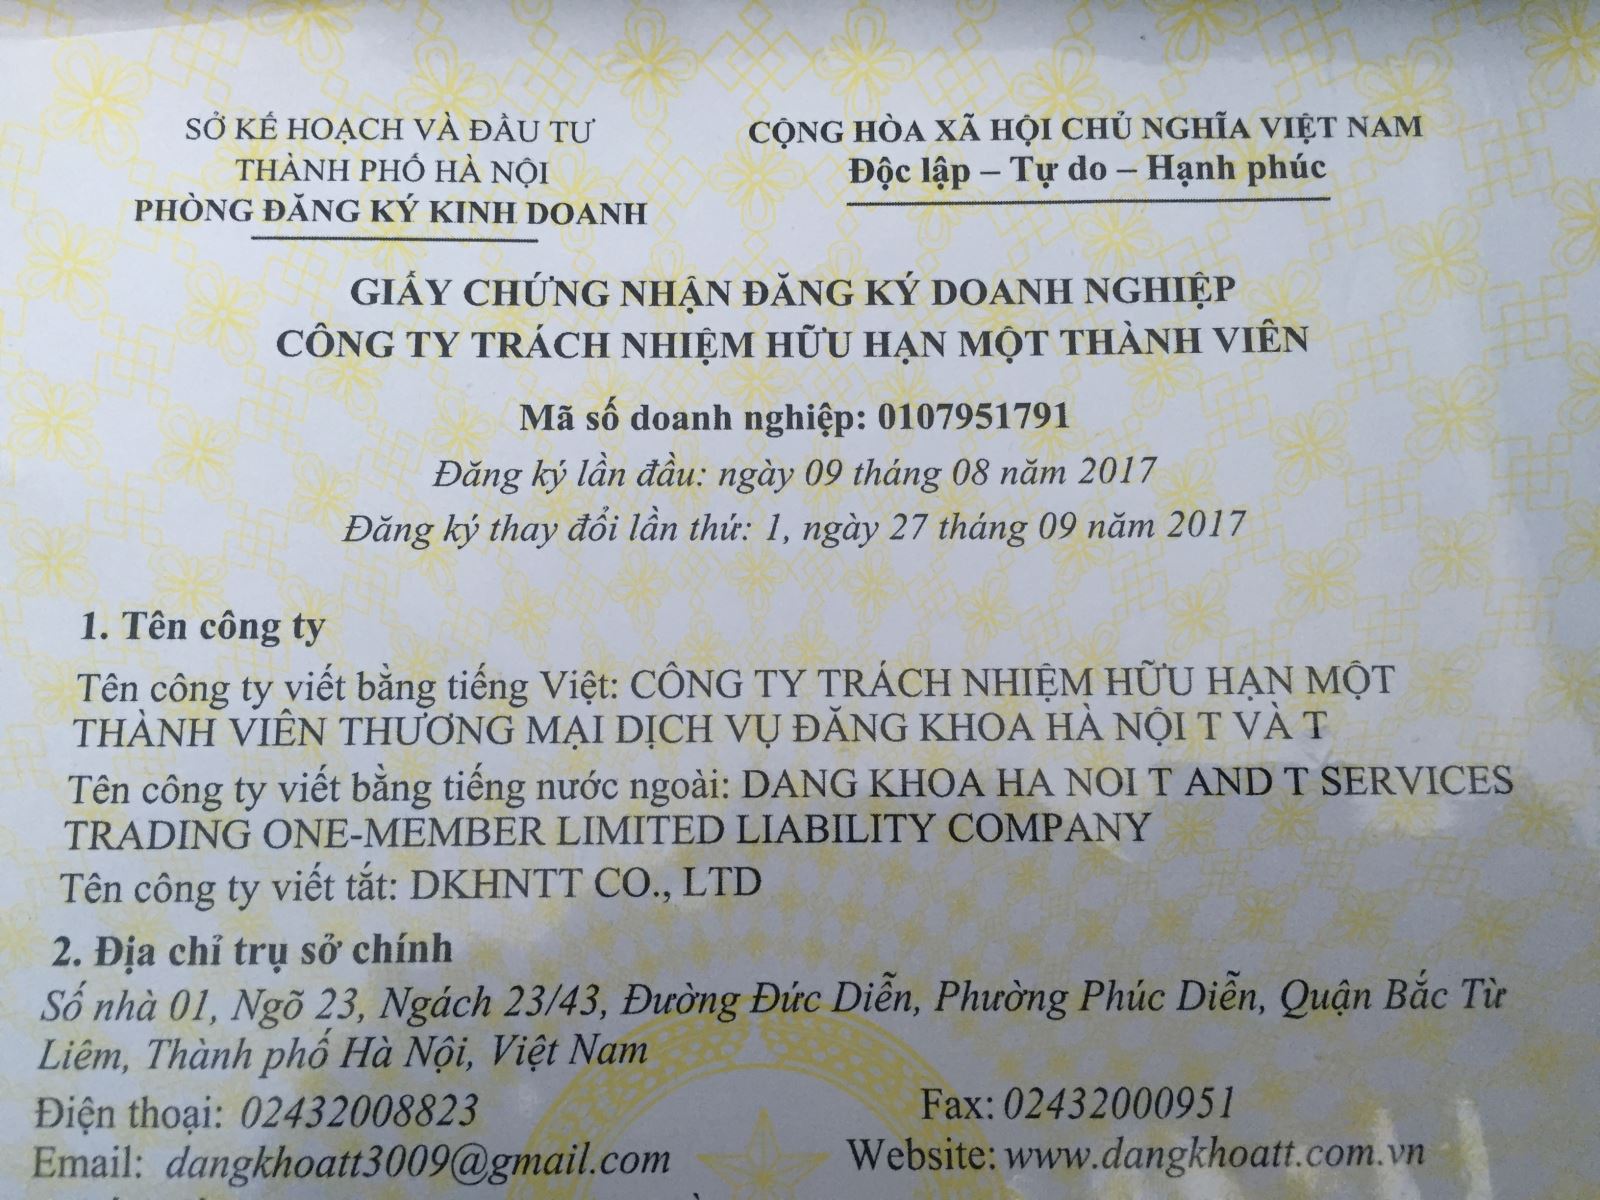 SỞ KẾ HOẠCH VÀ ĐẦU TƯ
THÀNH PHỐ HÀ NỘI
PHÒNG ĐĂNG KÝ KINH DOANH
CỘNG HÒA XÃ HỘI CHỦ NGHĨA VIỆT NAM
Độc lập – Tự do – Hạnh phúc
GIẤY CHỨNG NHẬN ĐĂNG KÝ DOANH NGHIỆP
CÔNG TY TRÁCH NHIỆM HỮU HẠN MỘT THÀNH VIÊN
Mã số doanh nghiệp: 0107951791
Đăng ký lần đầu: ngày 09 tháng 08 năm 2017
Đăng ký thay đổi lần thứ: 1, ngày 27 tháng 09 năm 2017
1. Tên công ty
Tên công ty viết bằng tiếng Việt: CÔNG TY TRÁCH NHIỆM HỮU HẠN MỘT
THÀNH VIÊN THƯƠNG MẠI DỊCH VỤ ĐĂNG KHOA HÀ NỘI T VÀ T
Tên công ty viết bằng tiếng nước ngoài: DANG KHOA HA NOI T AND T SERVICES
TRADING ONE-MEMBER LIMITED LIABILITY COMPANY
Tên công ty viết tắt: DKHNTT CO., LTD
2. Địa chỉ trụ sở chính
Số nhà 01, Ngõ 23, Ngách 23/43, Đường Đức Diễn, Phường Phúc Diễn, Quận Bắc Từ
Liêm, Thành phố Hà Nội, Việt Nam
Điện thoại: 02432008823 Fax: 02432000951
Email: dangkhoatt3009@gmail.com Website: www.dangkhoatt.com.vn